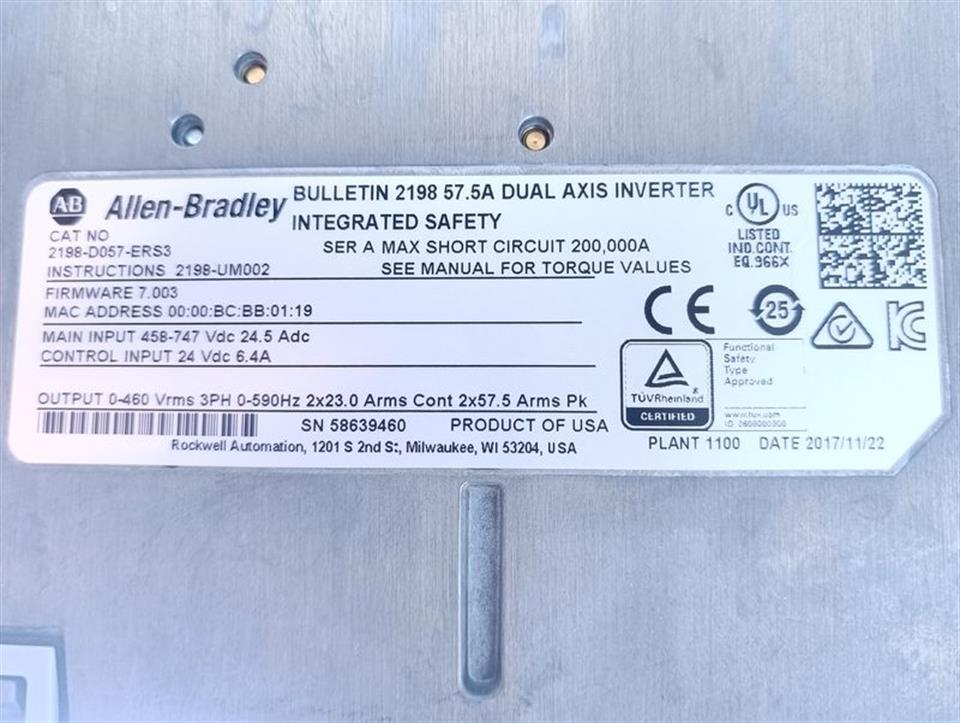 AB Allen-Bradley
BULLETIN 2198 57.5A DUAL AXIS INVERTER
INTEGRATED SAFETY
CAT NO
2198-D057-ERS3
SER A MAX SHORT CIRCUIT 200,000A
INSTRUCTIONS 2198-UM002
SEE MANUAL FOR TORQUE VALUES
C UL US
LISTED
IND.CONT.
EQ.966X
FIRMWARE 7.003
MAC ADDRESS 00:00:BC:BB:01:19
MAIN INPUT 458-747 Vdc 24.5 Adc
CONTROL INPUT 24 Vdc 6.4A
CE
25
TÜVRheinland
CERTIFIED
Functional
Safety
Type
Approved
www.tuv.com
OUTPUT 0-460 Vrms 3PH 0-590Hz 2x23.0 Arms Cont 2x57.5 Arms Pk
SN 58639460
PRODUCT OF USA
PLANT 1100 DATE 2017/11/22
Rockwell Automation, 1201 S 2nd St, Milwaukee, WI 53204, USA